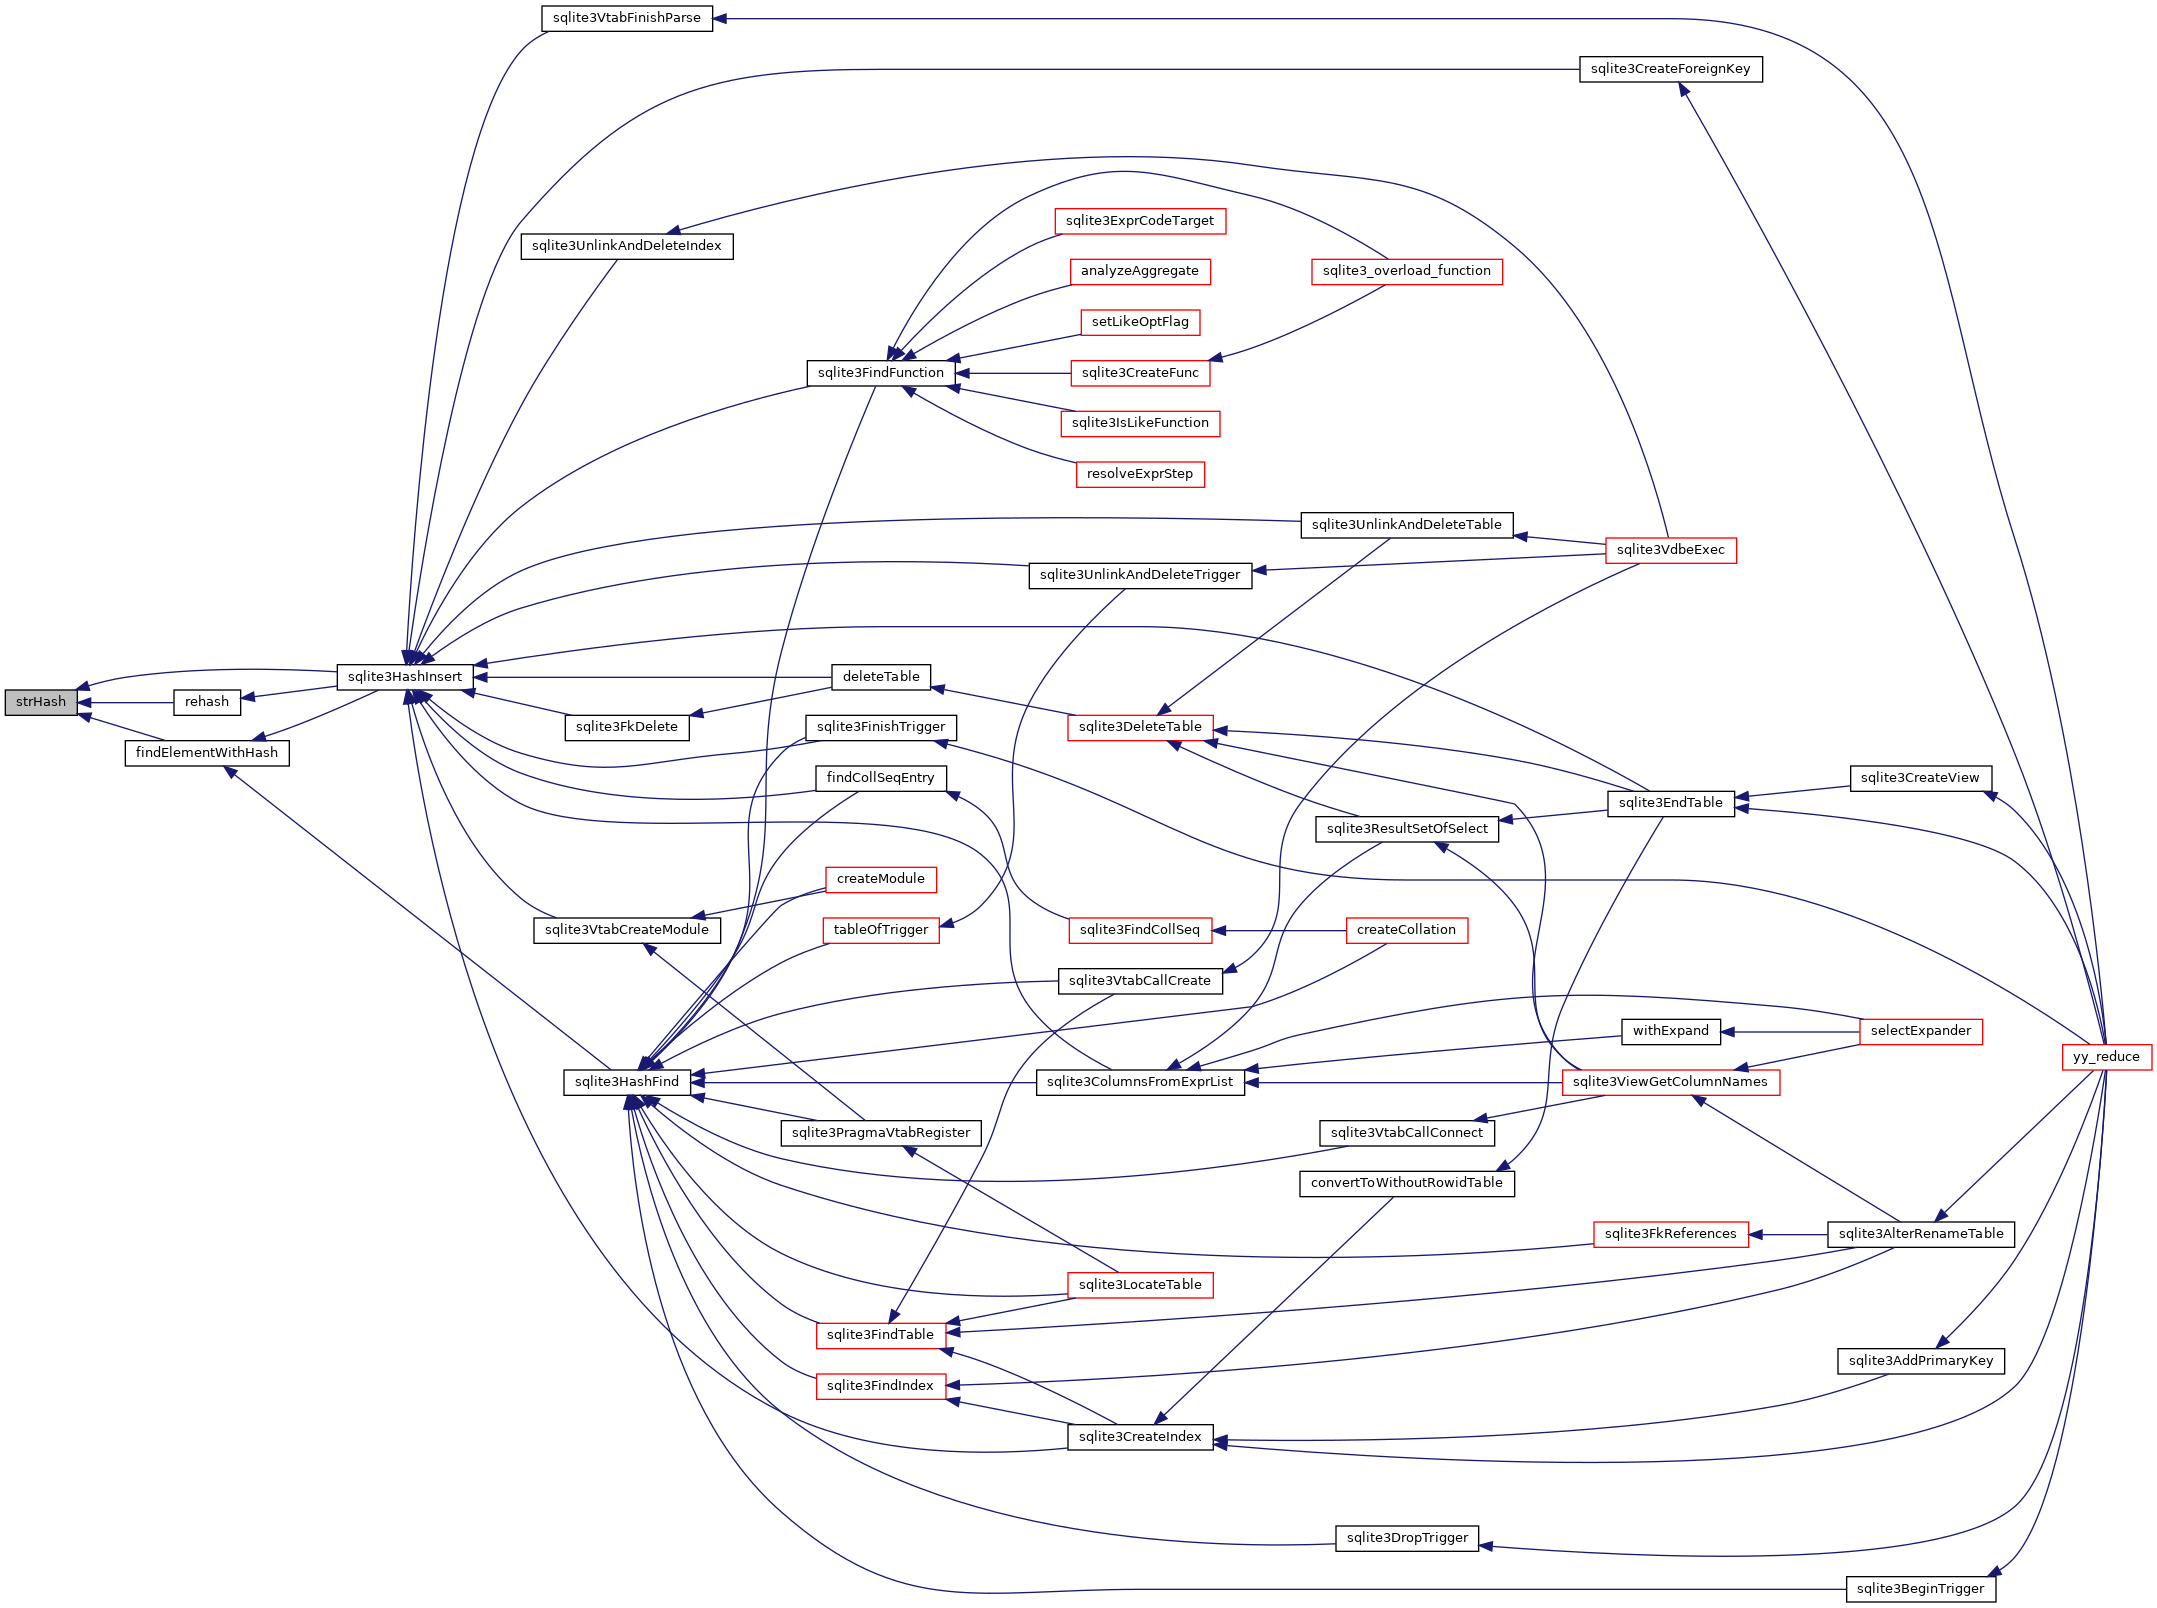 sqlite3VtabFinishParse
sqlite3CreateForeignKey
sqlite3ExprCodeTarget
sqlite3UnlinkAndDeleteIndex
analyzeAggregate
sqlite3_overload_function
setLikeOptFlag
sqlite3FindFunction
sqlite3CreateFunc
sqlite3IsLikeFunction
resolveExprStep
sqlite3UnlinkAndDeleteTable
sqlite3VdbeExec
sqlite3UnlinkAndDeleteTrigger
sqlite3HashInsert
deleteTable
strHash
rehash
sqlite3FkDelete
sqlite3FinishTrigger
sqlite3DeleteTable
findElementWithHash
findCollSeqEntry
sqlite3CreateView
sqlite3EndTable
sqlite3ResultSetOfSelect
createModule
sqlite3VtabCreateModule
tableOfTrigger
sqlite3FindCollSeq
createCollation
sqlite3VtabCallCreate
withExpand
selectExpander
yy_reduce
sqlite3HashFind
sqlite3ColumnsFromExprList
sqlite3ViewGetColumnNames
sqlite3PragmaVtabRegister
sqlite3VtabCallConnect
convertToWithoutRowidTable
sqlite3FkReferences
sqlite3AlterRenameTable
sqlite3LocateTable
sqlite3FindTable
sqlite3AddPrimaryKey
sqlite3FindIndex
sqlite3CreateIndex
sqlite3DropTrigger
sqlite3BeginTrigger